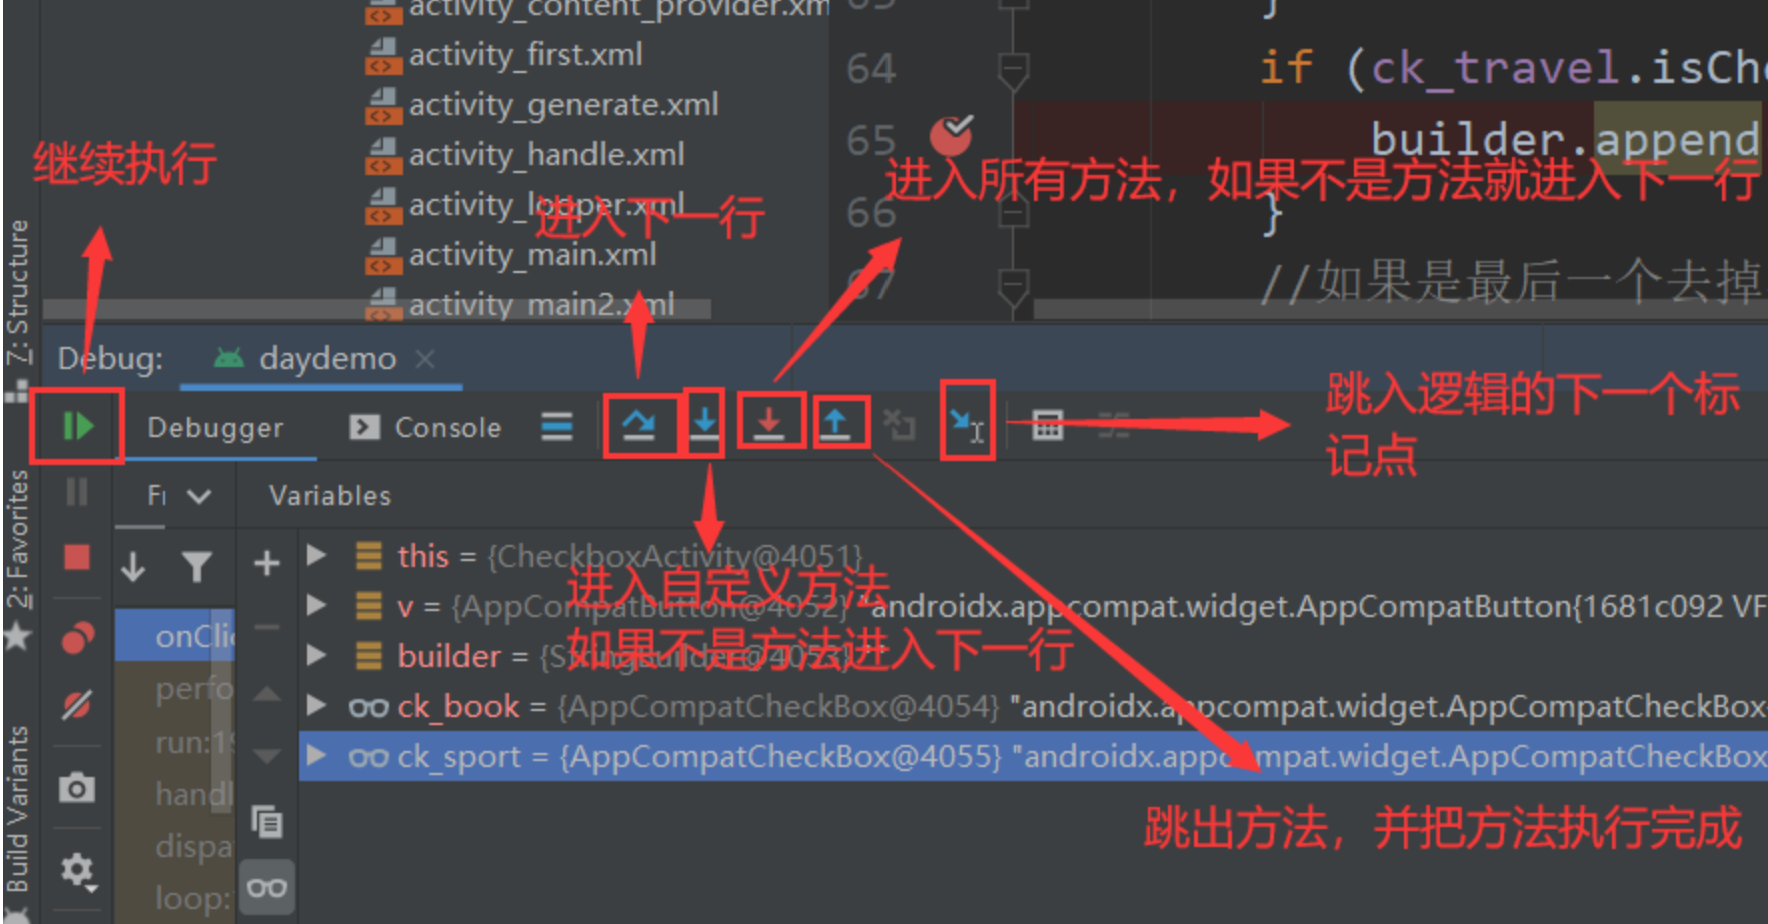 activity_content_provider.xm
activity_first.xml
activity_generate.xml
activity_handle.xml
activity_looper.xml
activity_main.xml
activity_main2.xml
继续执行
进入下一行
64
if (ck_travel.isChe
65
builder.append
进入所有方法，如果不是方法就进入下一行
66
}
67
//如果是最后一个去掉
7: Structure
2: Favorites
Build Variants
Debug:
daydemo
Debugger
Console
跳入逻辑的下一个标
记点
Variables
this = {CheckboxActivity@4051}
v = {AppCompatButton@4052} "androidx.appcompat.widget.AppCompatButton{1681c092 VF
builder = {StringBuilder@4053} ""
ck_book = {AppCompatCheckBox@4054} "androidx.appcompat.widget.AppCompatCheckBox
ck_sport = {AppCompatCheckBox@4055} "androidx.appcompat.widget.AppCompatCheckBox
进入自定义方法
如果不是方法进入下一行
onClic
perfo
run:19
handl
dispa
loop:
跳出方法，并把方法执行完成